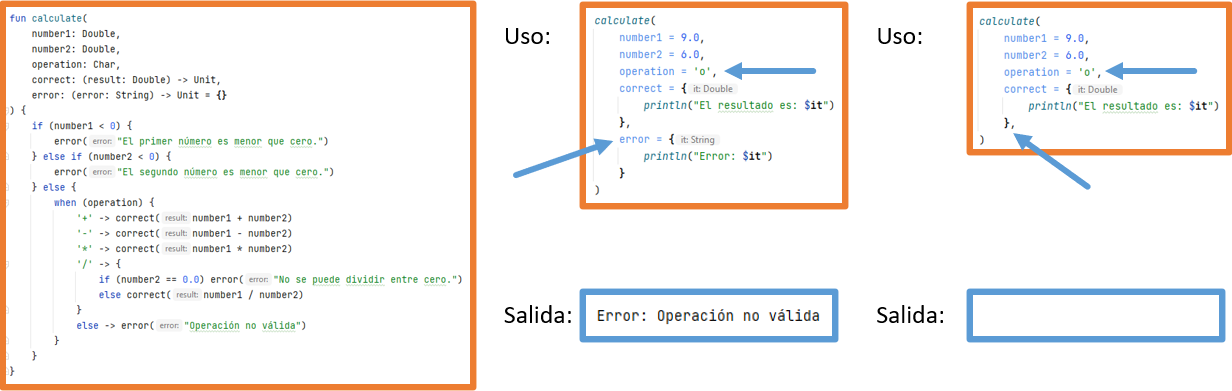 fun calculate(
number1: Double,
number2: Double,
operation: Char,
correct: (result: Double) -> Unit,
error: (error: String) -> Unit = {}
) {
if (number1 < 0) {
error( error: "El primer número es menor que cero.")
} else if (number2 < 0) {
error( error: "El segundo número es menor que cero.")
} else {
when (operation) {
'+' -> correct( result: number1 + number2)
'-' -> correct( result: number1 - number2)
'*' -> correct( result: number1 * number2)
'/' -> {
if (number2 == 0.0) error( error: "No se puede dividir entre cero.")
else correct( result: number1 / number2)
}
else -> error( error: "Operación no válida")
}
}
}
Uso:
calculate(
number1 = 9.0,
number2 = 6.0,
operation = 'o',
correct = { it: Double
println("El resultado es: $it")
},
error = { it: String
println("Error: $it")
}
)
Salida:
Error: Operación no válida
Uso:
calculate(
number1 = 9.0,
number2 = 6.0,
operation = 'o',
correct = { it: Double
println("El resultado es: $it")
},
)
Salida: